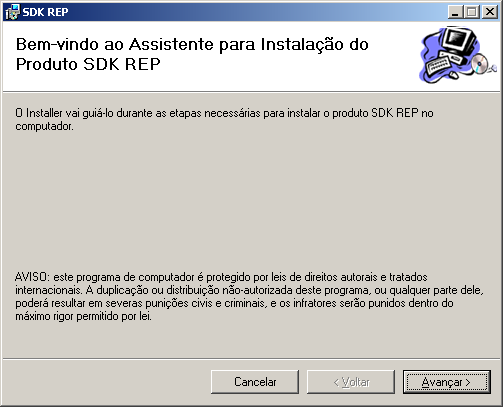 SDK REP
Bem-vindo ao Assistente para Instalação do
Produto SDK REP
O Installer vai guiá-lo durante as etapas necessárias para instalar o produto SDK REP no
computador.
AVISO: este programa de computador é protegido por leis de direitos autorais e tratados
internacionais. A duplicação ou distribuição não-autorizada deste programa, ou qualquer parte dele,
poderá resultar em severas punições civis e criminais, e os infratores serão punidos dentro do
máximo rigor permitido por lei.
Cancelar < Voltar Avançar >